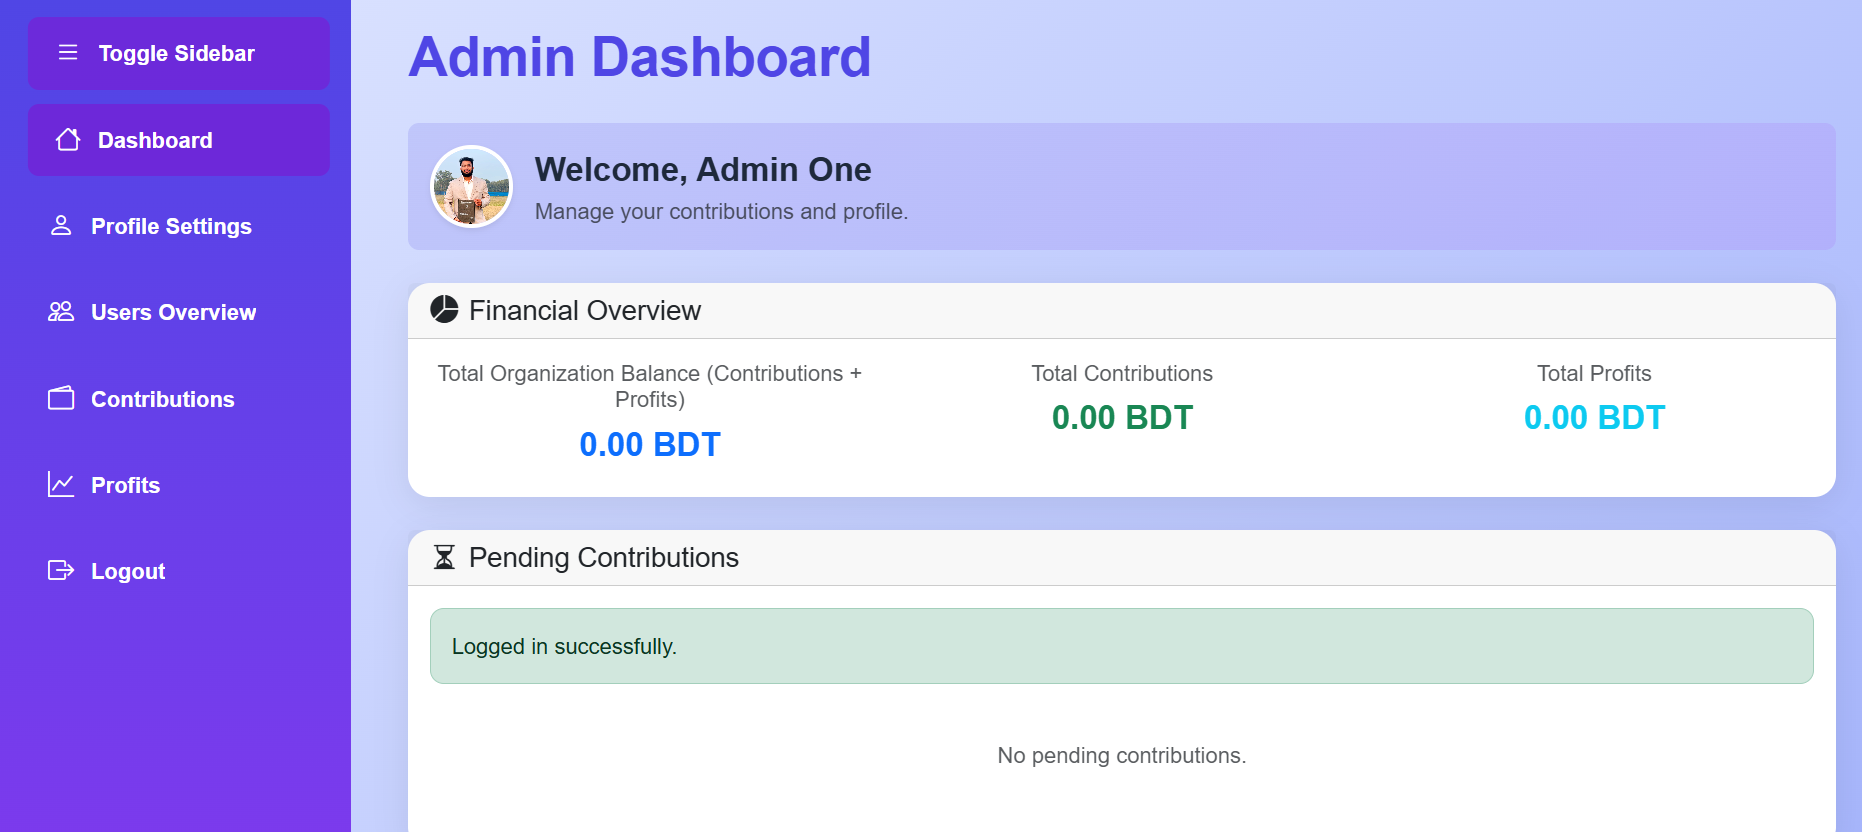 Toggle Sidebar
Dashboard
Profile Settings
Users Overview
Contributions
Profits
Logout
Admin Dashboard
Welcome, Admin One
Manage your contributions and profile.
Financial Overview
Total Organization Balance (Contributions +
Profits)
0.00 BDT
Total Contributions
0.00 BDT
Total Profits
0.00 BDT
Pending Contributions
Logged in successfully.
No pending contributions.